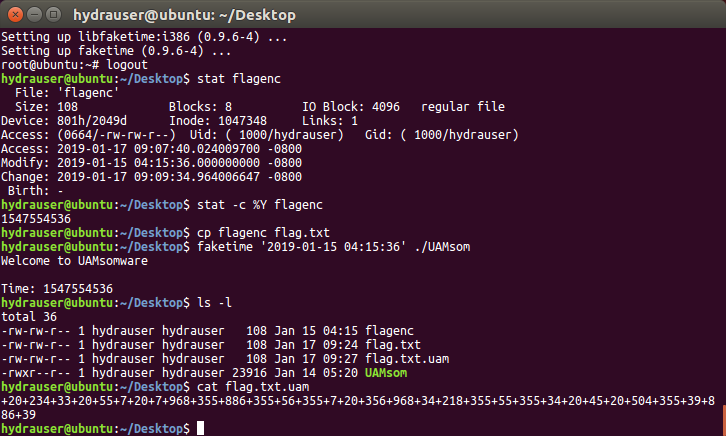 hydrauser@ubuntu: ~/Desktop
Setting up libfaketime:i386 (0.9.6-4) ...
Setting up faketime (0.9.6-4) ...
root@ubuntu:~# logout
hydrauser@ubuntu:~/Desktop$ stat flagenc
  File: 'flagenc'
  Size: 108             Blocks: 8          IO Block: 4096   regular file
Device: 801h/2049d      Inode: 1047348     Links: 1
Access: (0664/-rw-rw-r--)  Uid: ( 1000/hydrauser)   Gid: ( 1000/hydrauser)
Access: 2019-01-17 09:07:40.024009700 -0800
Modify: 2019-01-15 04:15:36.000000000 -0800
Change: 2019-01-17 09:09:34.964006647 -0800
 Birth: -
hydrauser@ubuntu:~/Desktop$ stat -c %Y flagenc
1547554536
hydrauser@ubuntu:~/Desktop$ cp flagenc flag.txt
hydrauser@ubuntu:~/Desktop$ faketime '2019-01-15 04:15:36' ./UAMsom
Welcome to UAMsomware
Time: 1547554536
hydrauser@ubuntu:~/Desktop$ ls -l
total 36
-rw-rw-r-- 1 hydrauser hydrauser   108 Jan 15 04:15 flagenc
-rw-rw-r-- 1 hydrauser hydrauser   108 Jan 17 09:24 flag.txt
-rw-rw-r-- 1 hydrauser hydrauser   108 Jan 17 09:27 flag.txt.uam
-rwxr--r-- 1 hydrauser hydrauser 23916 Jan 14 05:20 UAMsom
hydrauser@ubuntu:~/Desktop$ cat flag.txt.uam
+20+234+33+20+55+7+20+7+968+355+886+355+56+355+7+20+356+968+34+218+355+55+355+34+20+45+20+504+355+39+8
86+39
hydrauser@ubuntu:~/Desktop$